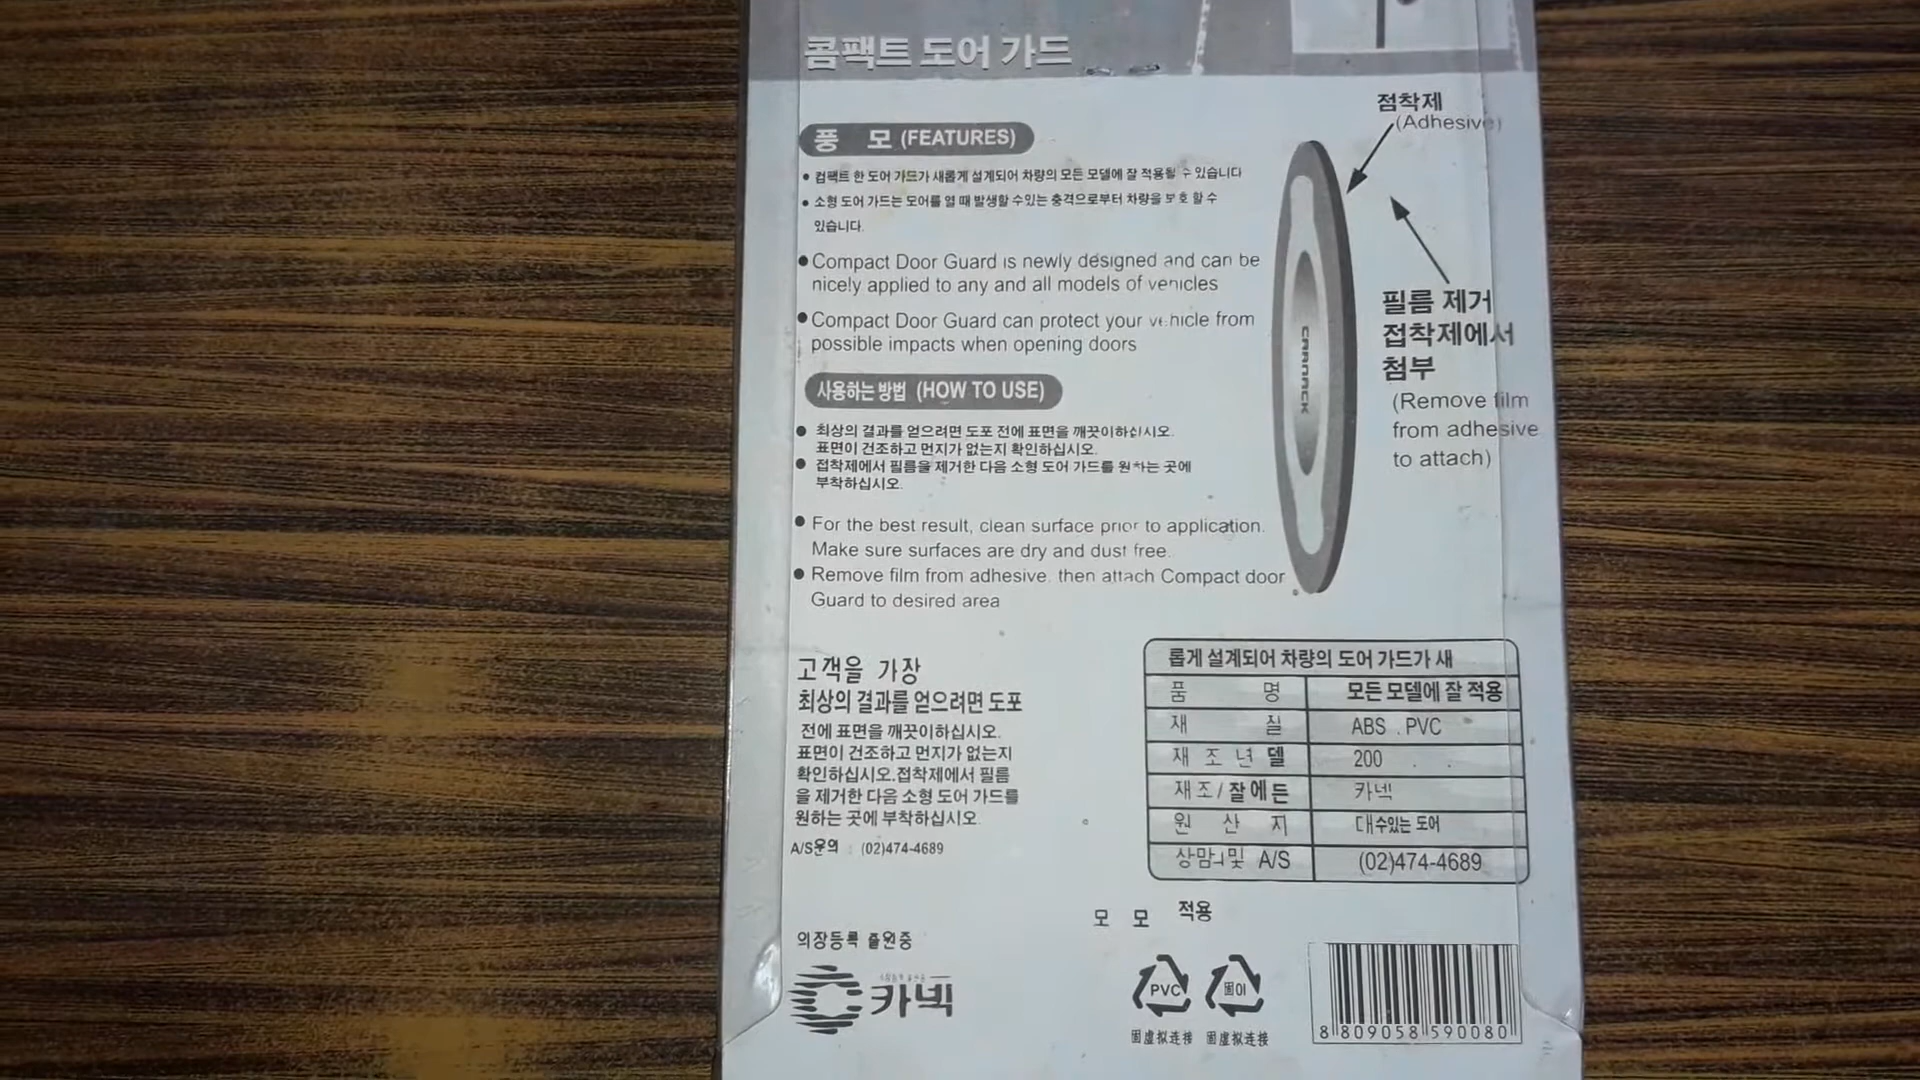 콤팩트 도어 가드
점착제
(Adhesive)
풍 모 (FEATURES)
● 컴팩트 한 도어 가드가 새롭게 설계되어 차량의 모든 모델에 잘 적용될 수 있습니다
● 소형 도어 가드는 도어를 열 때 발생할 수있는 충격으로부터 차량을 보호 할 수
있습니다.
● Compact Door Guard is newly designed and can be
nicely applied to any and all models of vehicles
● Compact Door Guard can protect your vehicle from
possible impacts when opening doors
필름 제거
접착제에서
첨부
(Remove film
from adhesive
to attach)
CARNACK
사용하는 방법 (HOW TO USE)
● 최상의 결과를 얻으려면 도포 전에 표면을 깨끗이하십시오.
표면이 건조하고 먼지가 없는지 확인하십시오.
● 접착제에서 필름을 제거한 다음 소형 도어 가드를 원하는 곳에
부착하십시오.
● For the best result, clean surface prior to application.
Make sure surfaces are dry and dust free.
● Remove film from adhesive. then attach Compact door
Guard to desired area
고객을 가장
최상의 결과를 얻으려면 도포
전에 표면을 깨끗이하십시오.
표면이 건조하고 먼지가 없는지
확인하십시오.접착제에서 필름
을 제거한 다음 소형 도어 가드를
원하는 곳에 부착하십시오
A/S문의 : (02)474-4689
롭게 설계되어 차량의 도어 가드가 새
품 명 모든 모델에 잘 적용
재 질 ABS . PVC
재 조 년 델 200 . .
재 조 / 잘 에 든 카넥
원 산 지 대수있는 도어
및 A/S (02)474-4689
모 모 적용
의장등록 출원중
카넥
PVC
固虚拟连接 固虚拟连接
8 809058 590080